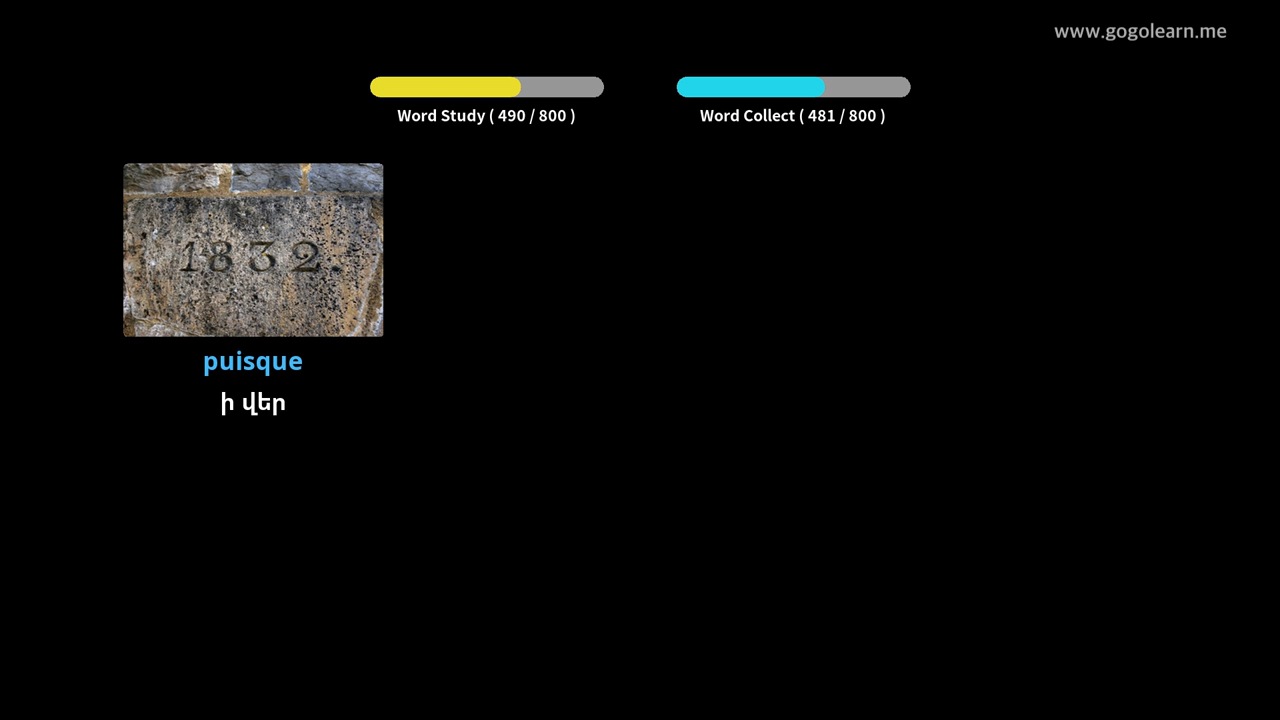 www.gogolearn.me
Word Study ( 490 / 800 )
Word Collect ( 481 / 800 )
1832.
puisque
ի վեր